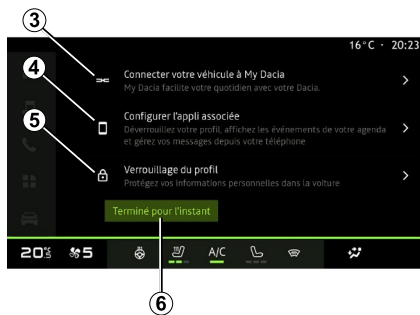 3
16°C · 20:23
Connecter votre véhicule à My Dacia
My Dacia facilite votre quotidien avec votre Dacia.
4
Configurer l'appli associée
Déverrouillez votre profil, affichez les événements de votre agenda
et gérez vos messages depuis votre téléphone
5
Verrouillage du profil
Protégez vos informations personnelles dans la voiture
Terminé pour l'instant
20 5 A/C
6